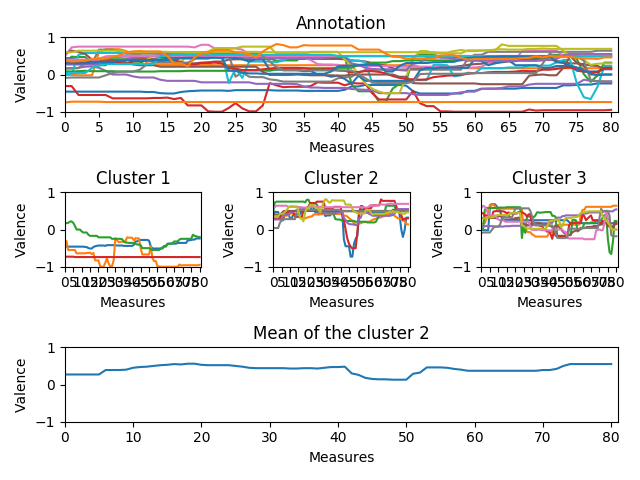 Annotation
Valence
1
0
−1
0 5 10 15 20 25 30 35 40 45 50 55 60 65 70 75 80
Measures
Cluster 1 Cluster 2 Cluster 3
Valence Valence Valence
1 1 1
0 0 0
−1 −1 −1
Measures Measures Measures
Mean of the cluster 2
Valence
1
0
−1
0 10 20 30 40 50 60 70 80
Measures